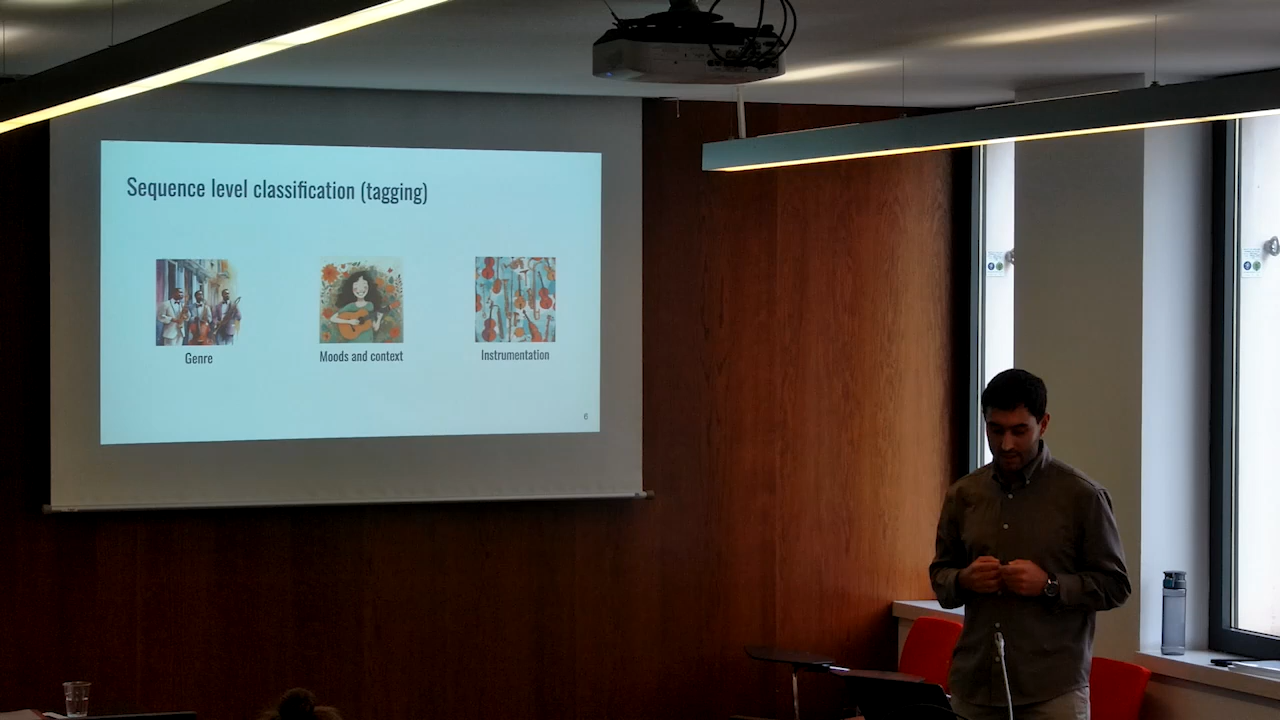 Sequence level classification (tagging)
Genre
Moods and context
Instrumentation
6